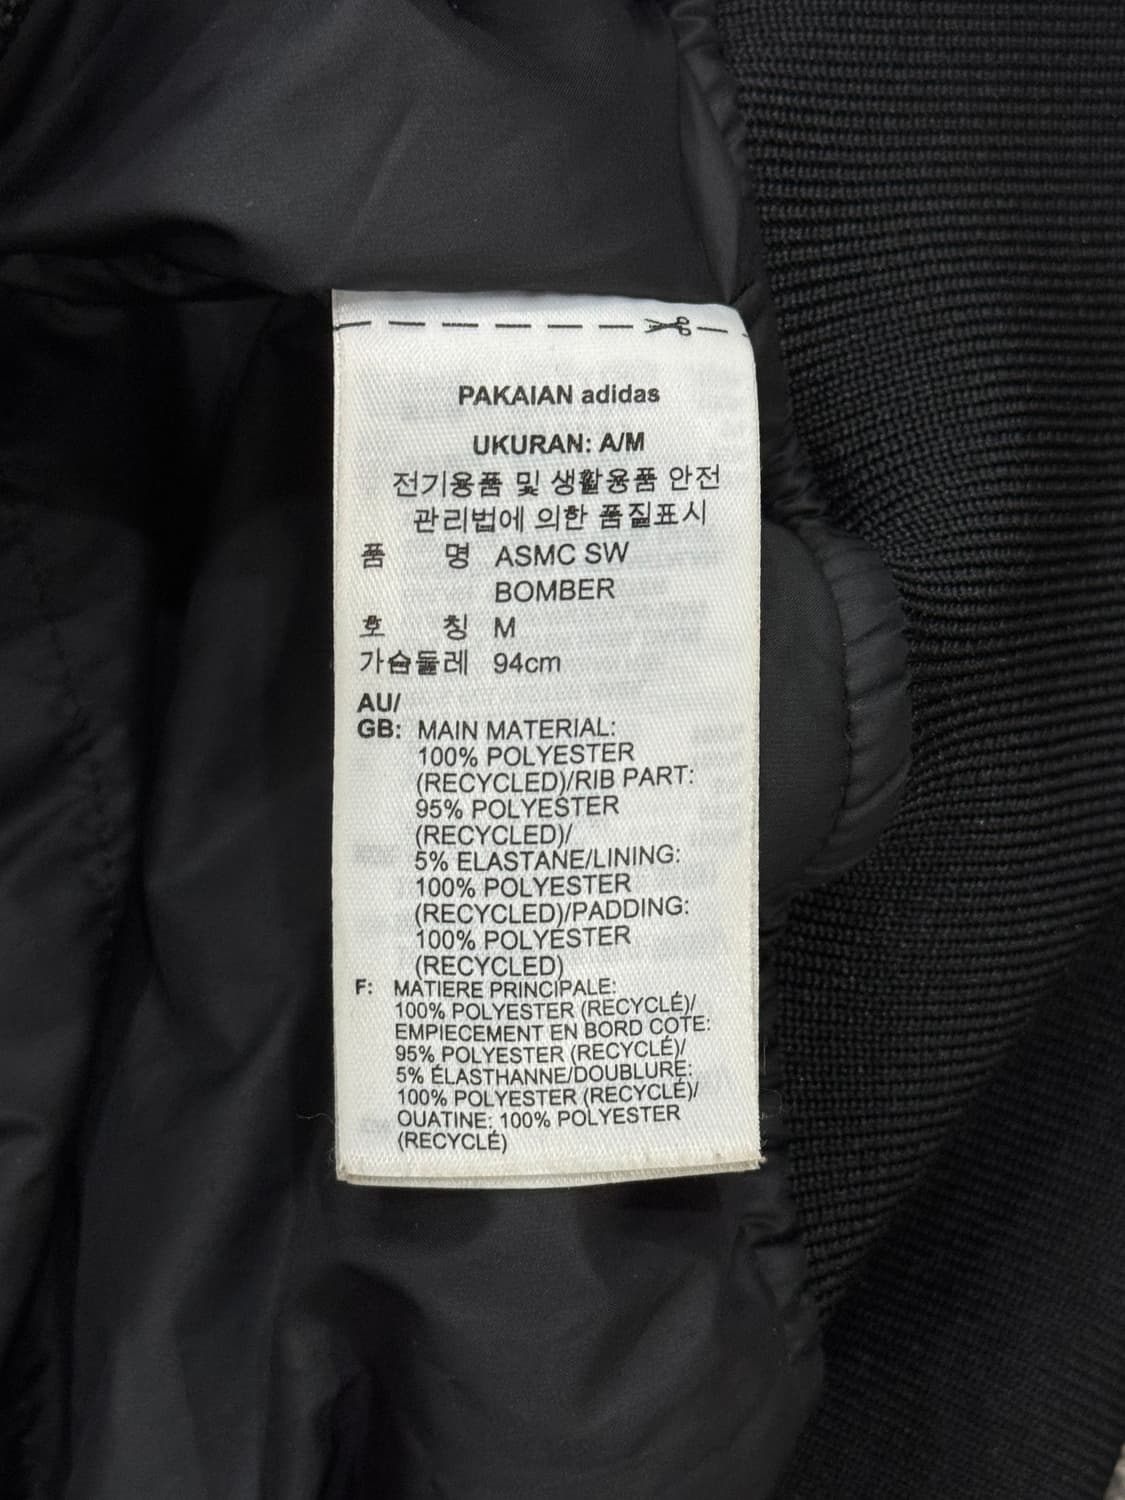 PAKAIAN adidas
UKURAN: A/M
전기용품 및 생활용품 안전
관리법에 의한 품질표시
품 명 ASMC SW
BOMBER
호 칭 M
가슴둘레 94cm
AU/
GB: MAIN MATERIAL:
100% POLYESTER
(RECYCLED)/RIB PART:
95% POLYESTER
(RECYCLED)/
5% ELASTANE/LINING:
100% POLYESTER
(RECYCLED)/PADDING:
100% POLYESTER
(RECYCLED)
F: MATIERE PRINCIPALE:
100% POLYESTER (RECYCLÉ)/
EMPIECEMENT EN BORD COTE:
95% POLYESTER (RECYCLÉ)/
5% ÉLASTHANNE/DOUBLURE:
100% POLYESTER (RECYCLÉ)/
OUATINE: 100% POLYESTER
(RECYCLÉ)